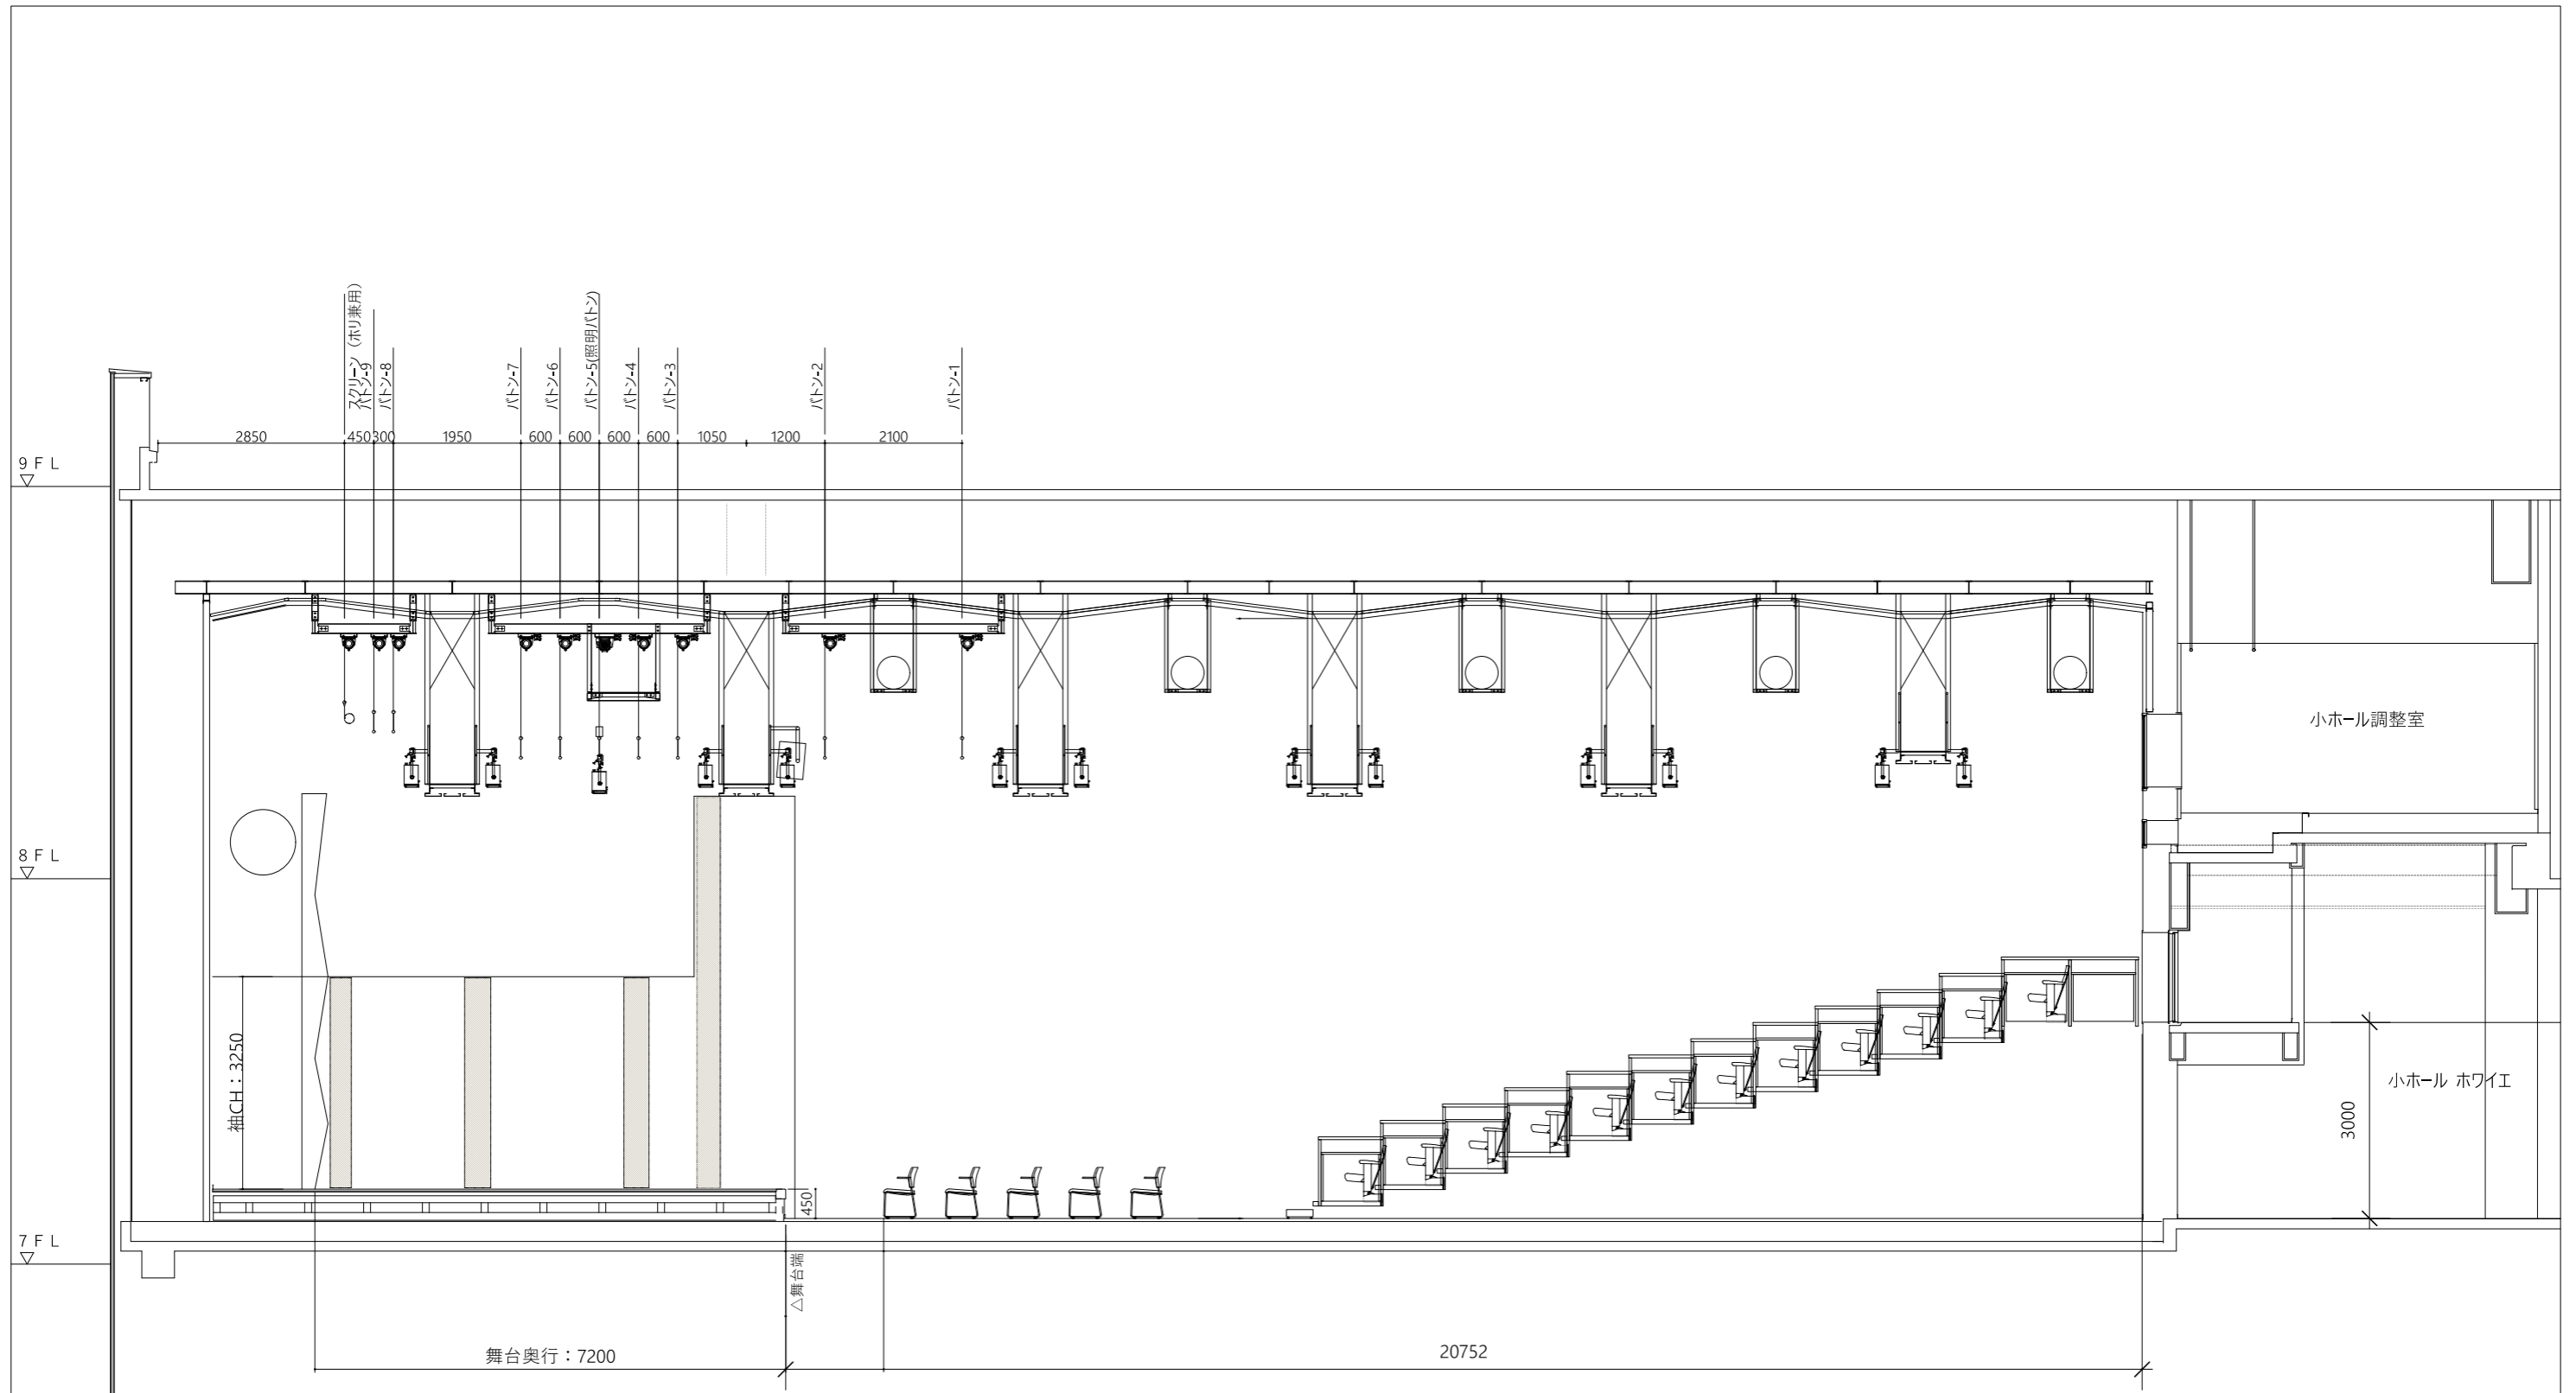 スクリーン（ホリ兼用）
バトン-9
バトン-8
バトン-7
バトン-6
バトン-5(照明バトン)
バトン-4
バトン-3
バトン-2
バトン-1
2850
450
300
1950
600
600
600
600
1050
1200
2100
9ＦＬ
小ホール調整室
8ＦＬ
袖CH：3250
小ホール ホワイエ
3000
450
7ＦＬ
△舞台端
舞台奥行：7200
20752